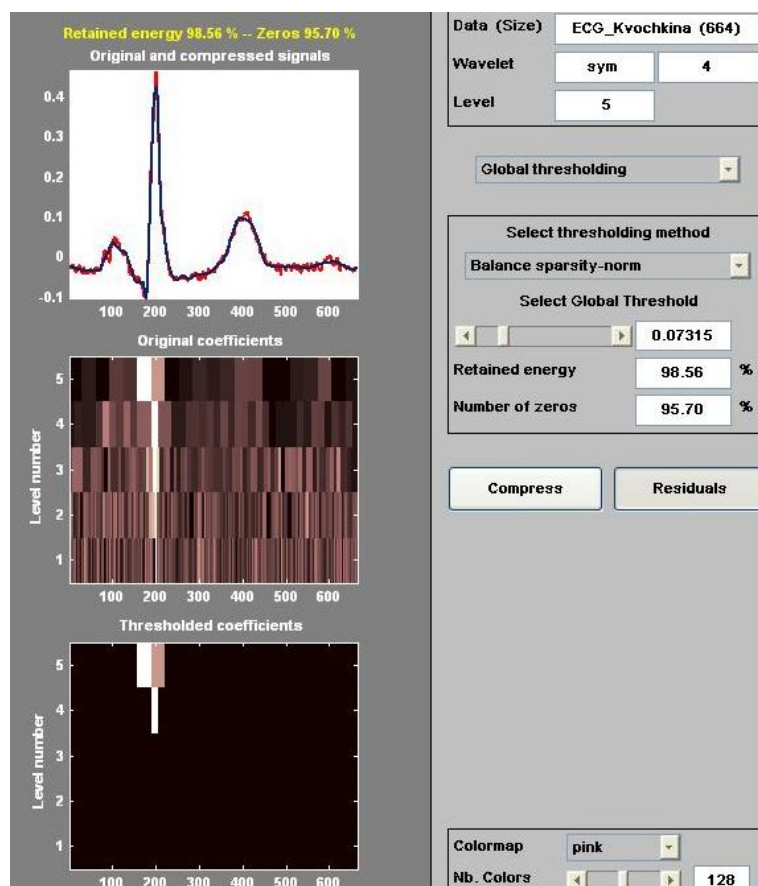 Retained energy 98.56 % -- Zeros 95.70 %
Original and compressed signals
0.4
0.3
0.2
0.1
0
-0.1
100 200 300 400 500 600
Original coefficients
Level number
5
4
3
2
1
100 200 300 400 500 600
Thresholded coefficients
Level number
5
4
3
2
1
100 200 300 400 500 600
Data (Size) ECG_Kvochkina (664)
Wavelet sym 4
Level 5
Global thresholding
Select thresholding method
Balance sparsity-norm
Select Global Threshold
0.07315
Retained energy 98.56 %
Number of zeros 95.70 %
Compress Residuals
Colormap pink
Nb. Colors 128